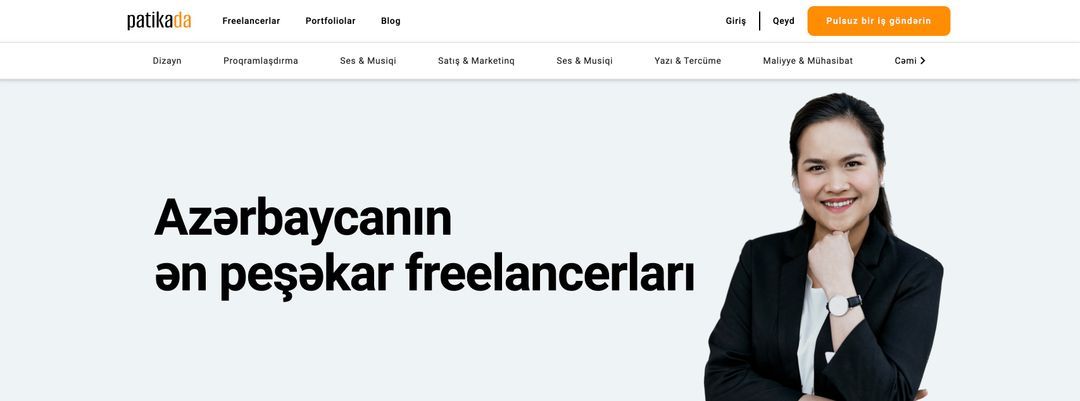 patikada
Freelancerlar
Portfoliolar
Blog
Giriş
Qeyd
Pulsuz bir iş göndərin
Dizayn
Proqramlaşdırma
Ses & Musiqi
Satış & Marketinq
Ses & Musiqi
Yazı & Tercüme
Maliyye & Mühasibat
Cəmi
Azərbaycanın
ən peşəkar freelancerları